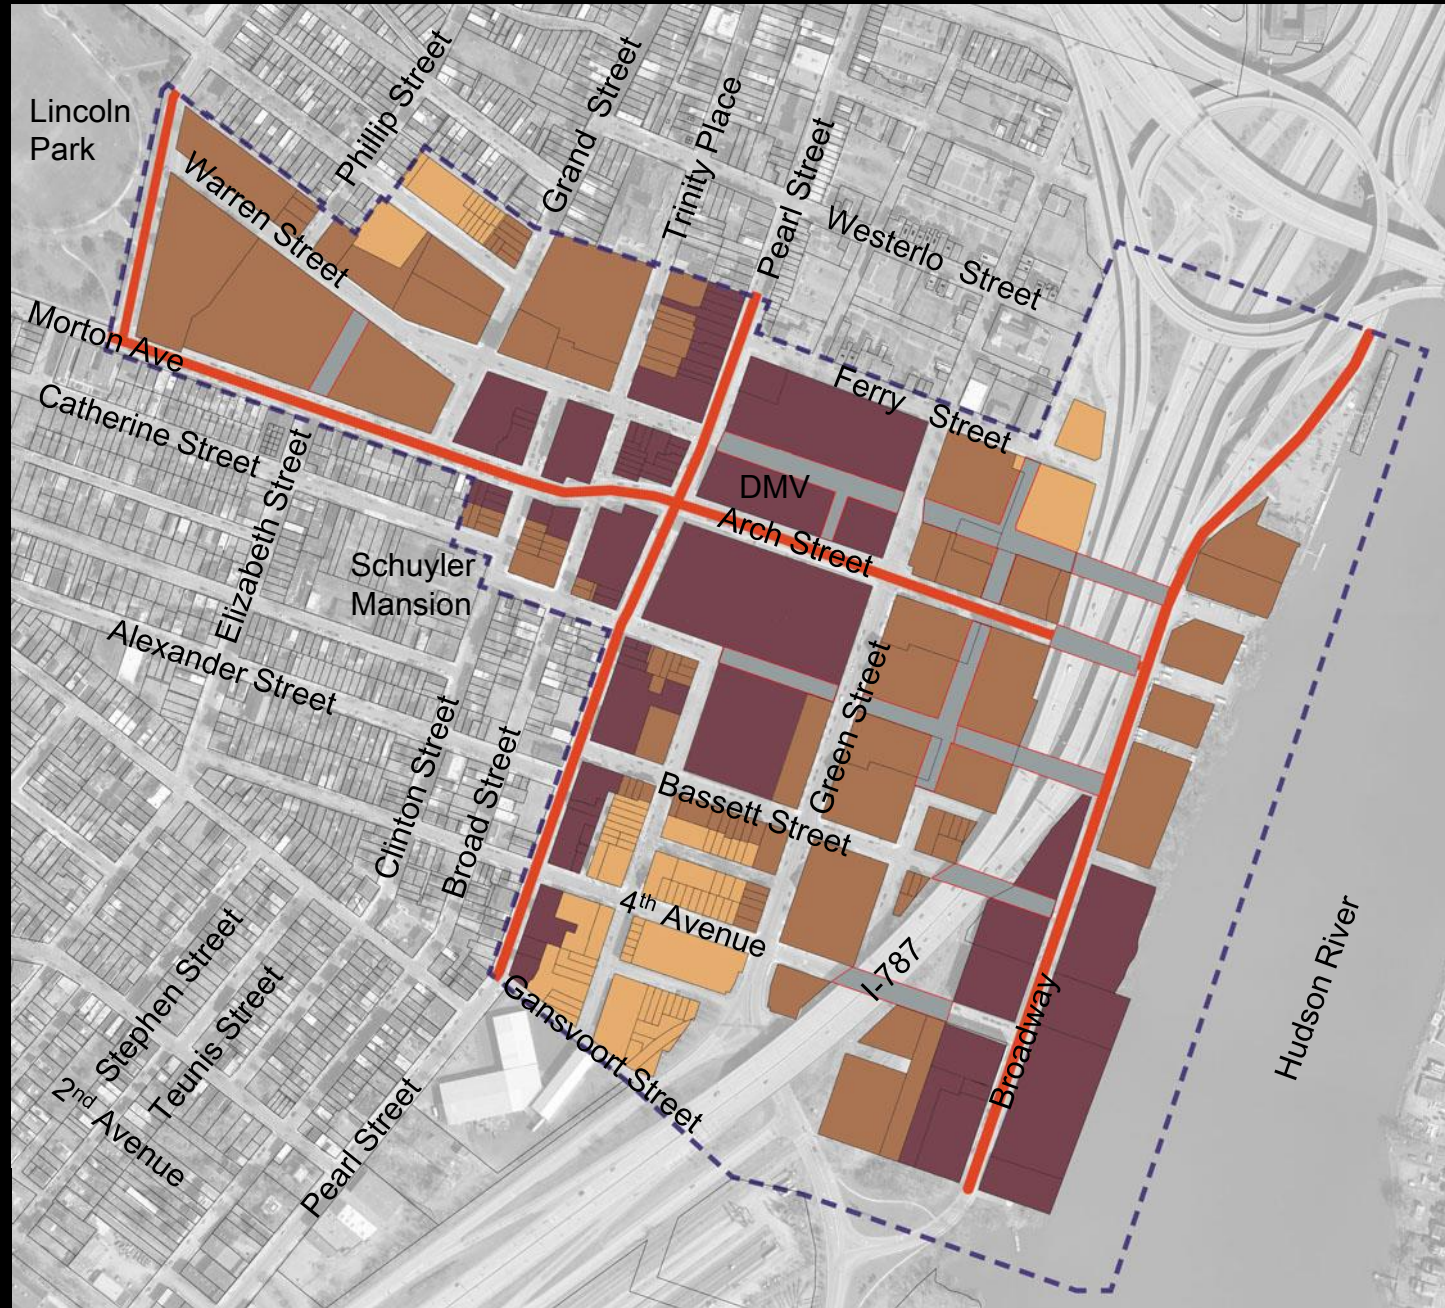 Lincoln
Park
Phillip Street
Grand Street
Trinity Place
Pearl Street
Westerlo Street
Warren Street
Morton Ave
Catherine Street
Elizabeth Street
Ferry Street
DMV
Arch Street
Schuyler
Mansion
Alexander Street
Clinton Street
Broad Street
Green Street
Bassett Street
4th Avenue
I-787
Broadway
Hudson River
Gansvoort Street
Stephen Street
Teunis Street
2nd Avenue
Pearl Street